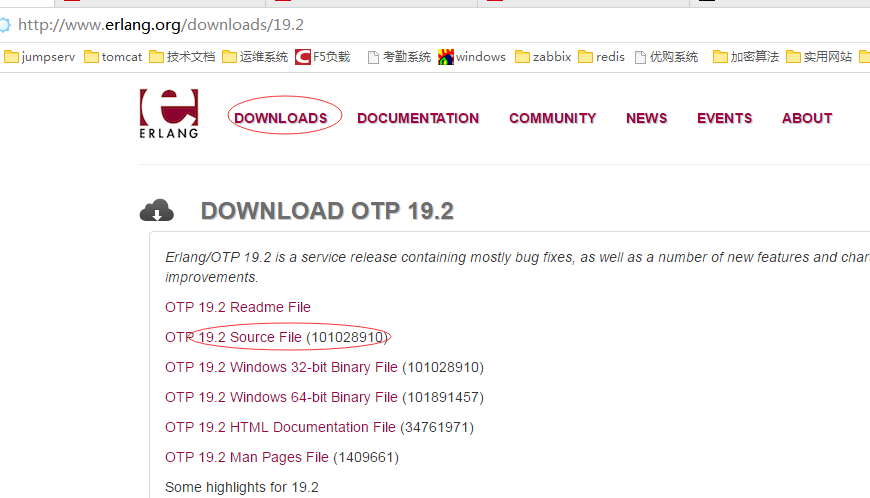 http://www.erlang.org/downloads/19.2
jumpserv tomcat 技术文档 运维系统 F5负载 考勤系统 windows zabbix redis 优购系统 加密算法 实用网站
ERLANG
DOWNLOADS DOCUMENTATION COMMUNITY NEWS EVENTS ABOUT
DOWNLOAD OTP 19.2
Erlang/OTP 19.2 is a service release containing mostly bug fixes, as well as a number of new features and char
improvements.
OTP 19.2 Readme File
OTP 19.2 Source File (101028910)
OTP 19.2 Windows 32-bit Binary File (101028910)
OTP 19.2 Windows 64-bit Binary File (101891457)
OTP 19.2 HTML Documentation File (34761971)
OTP 19.2 Man Pages File (1409661)
Some highlights for 19.2